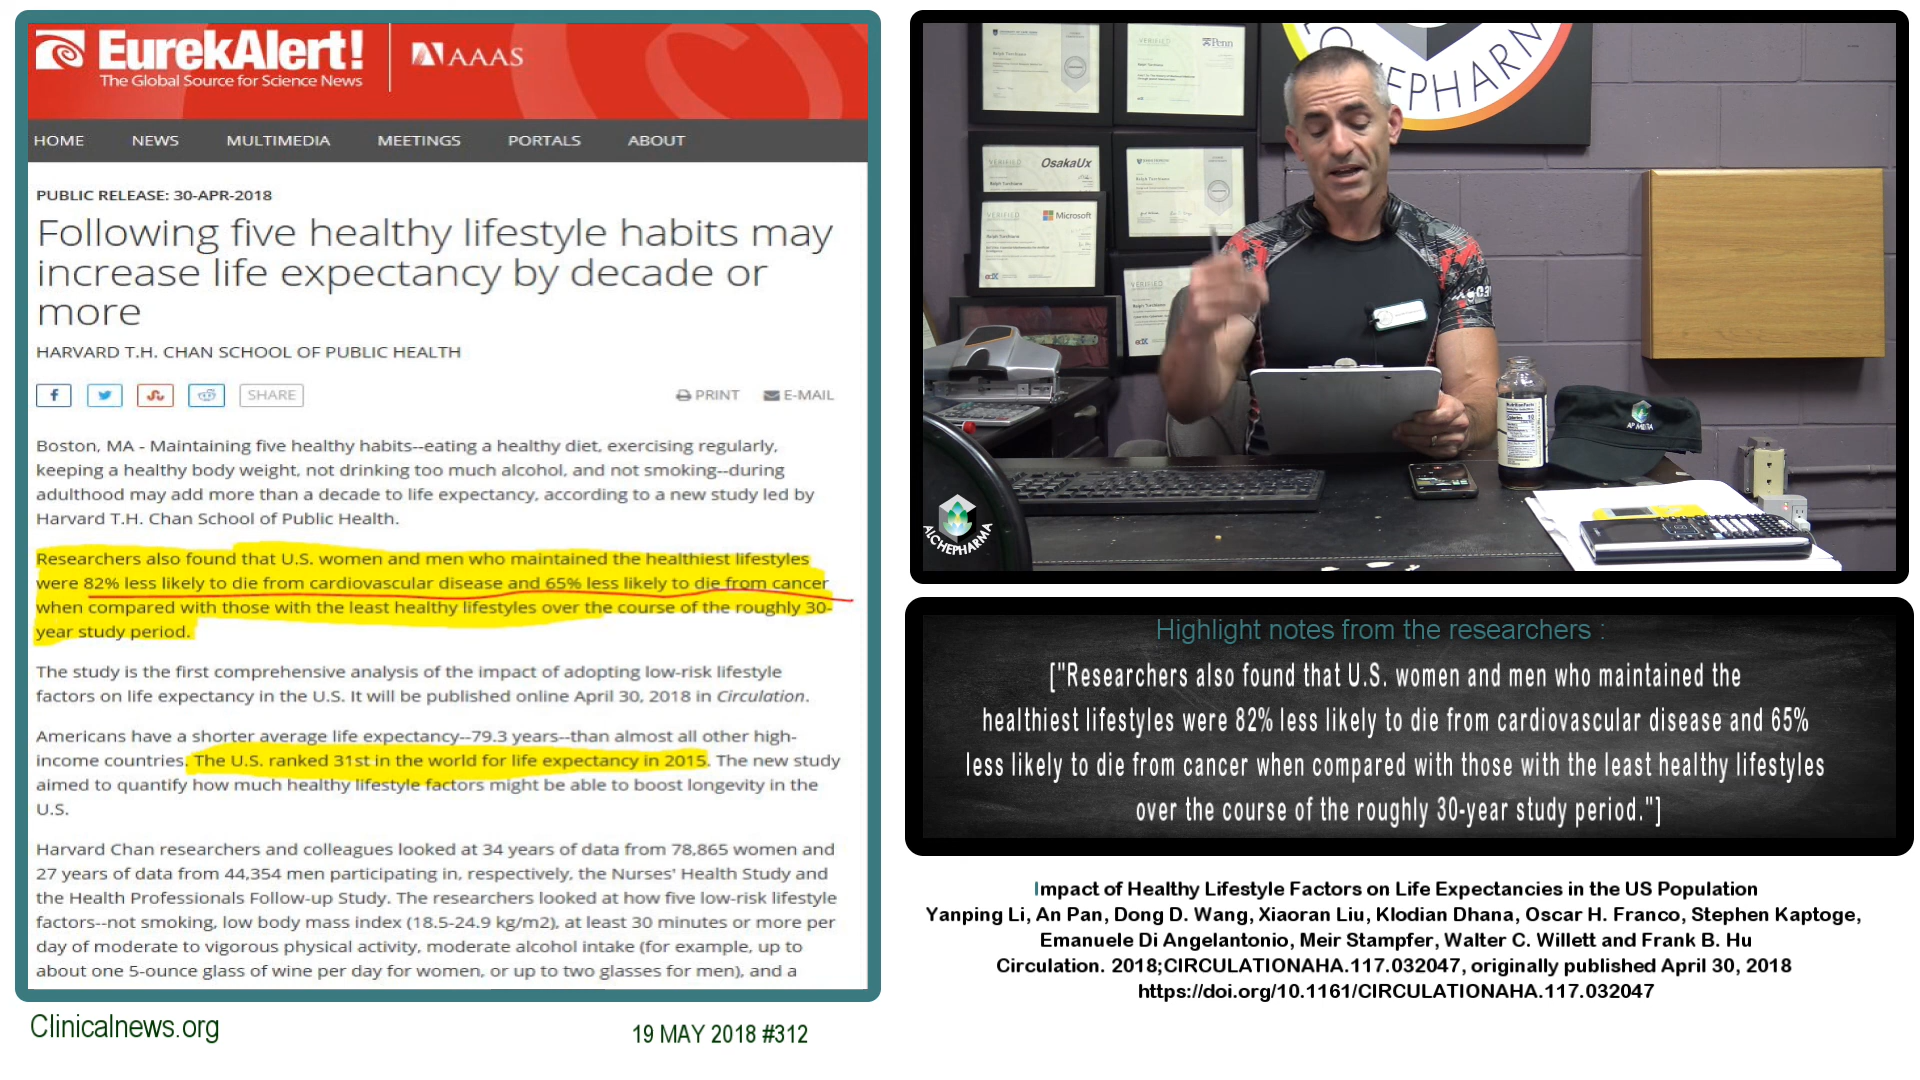 EurekAlert!
The Global Source for Science News
AAAS
HOME NEWS MULTIMEDIA MEETINGS PORTALS ABOUT
PUBLIC RELEASE: 30-APR-2018
Following five healthy lifestyle habits may
increase life expectancy by decade or
more
HARVARD T.H. CHAN SCHOOL OF PUBLIC HEALTH
SHARE PRINT E-MAIL
Boston, MA - Maintaining five healthy habits--eating a healthy diet, exercising regularly,
keeping a healthy body weight, not drinking too much alcohol, and not smoking--during
adulthood may add more than a decade to life expectancy, according to a new study led by
Harvard T.H. Chan School of Public Health.
Researchers also found that U.S. women and men who maintained the healthiest lifestyles
were 82% less likely to die from cardiovascular disease and 65% less likely to die from cancer
when compared with those with the least healthy lifestyles over the course of the roughly 30-
year study period.
The study is the first comprehensive analysis of the impact of adopting low-risk lifestyle
factors on life expectancy in the U.S. It will be published online April 30, 2018 in Circulation.
Americans have a shorter average life expectancy--79.3 years--than almost all other high-
income countries. The U.S. ranked 31st in the world for life expectancy in 2015. The new study
aimed to quantify how much healthy lifestyle factors might be able to boost longevity in the
U.S.
Harvard Chan researchers and colleagues looked at 34 years of data from 78,865 women and
27 years of data from 44,354 men participating in, respectively, the Nurses' Health Study and
the Health Professionals Follow-up Study. The researchers looked at how five low-risk lifestyle
factors--not smoking, low body mass index (18.5-24.9 kg/m2), at least 30 minutes or more per
day of moderate to vigorous physical activity, moderate alcohol intake (for example, up to
about one 5-ounce glass of wine per day for women, or up to two glasses for men), and a
Clinicalnews.org
19 MAY 2018 #312
VERIFIED
Penn
VERIFIED
OsakaUx
VERIFIED
Microsoft
Ralph Turchiano
edX
VERIFIED
edX
Nutrition Facts
AP META
ALCHEPHARMA
Highlight notes from the researchers :
["Researchers also found that U.S. women and men who maintained the
healthiest lifestyles were 82% less likely to die from cardiovascular disease and 65%
less likely to die from cancer when compared with those with the least healthy lifestyles
over the course of the roughly 30-year study period."]
Impact of Healthy Lifestyle Factors on Life Expectancies in the US Population
Yanping Li, An Pan, Dong D. Wang, Xiaoran Liu, Klodian Dhana, Oscar H. Franco, Stephen Kaptoge,
Emanuele Di Angelantonio, Meir Stampfer, Walter C. Willett and Frank B. Hu
Circulation. 2018;CIRCULATIONAHA.117.032047, originally published April 30, 2018
https://doi.org/10.1161/CIRCULATIONAHA.117.032047